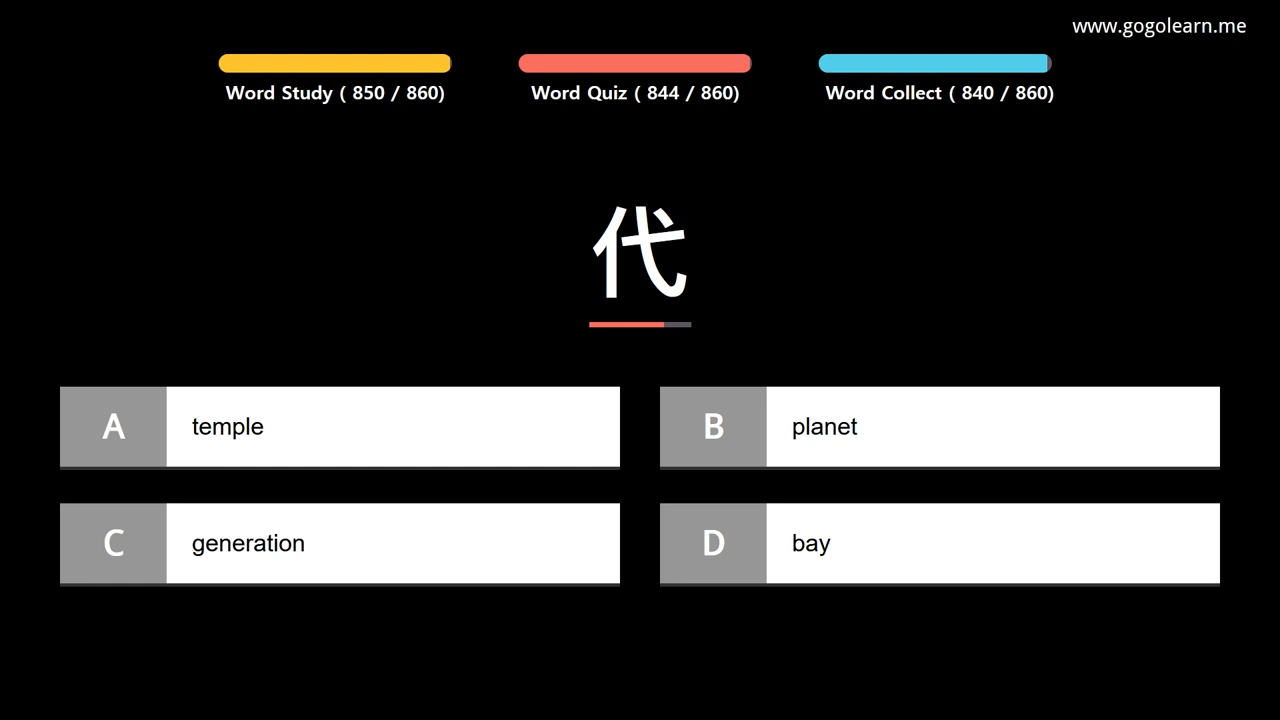 www.gogolearn.me
Word Study ( 850 / 860)
Word Quiz ( 844 / 860)
Word Collect ( 840 / 860)
代
A temple
B planet
C generation
D bay